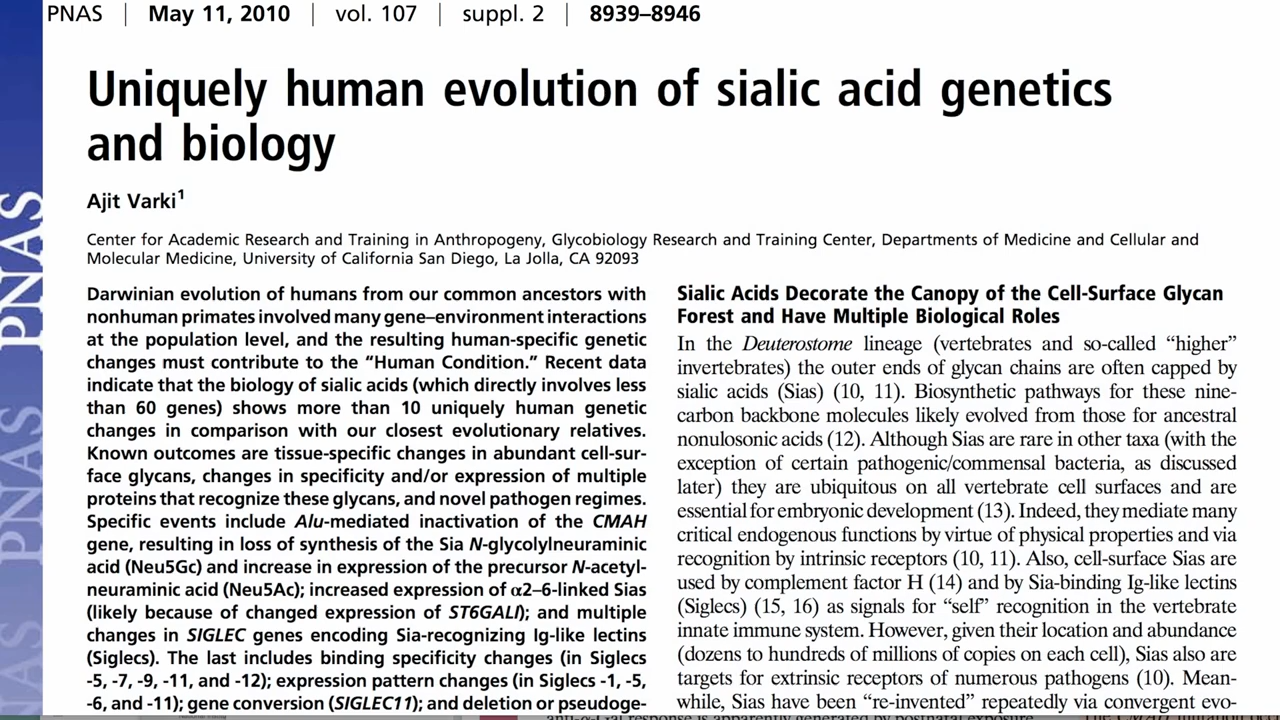 PNAS | May 11, 2010 | vol. 107 | suppl. 2 | 8939–8946
Uniquely human evolution of sialic acid genetics
and biology
Ajit Varki1
Center for Academic Research and Training in Anthropogeny, Glycobiology Research and Training Center, Departments of Medicine and Cellular and
Molecular Medicine, University of California San Diego, La Jolla, CA 92093
Darwinian evolution of humans from our common ancestors with
nonhuman primates involved many gene–environment interactions
at the population level, and the resulting human-specific genetic
changes must contribute to the “Human Condition.” Recent data
indicate that the biology of sialic acids (which directly involves less
than 60 genes) shows more than 10 uniquely human genetic
changes in comparison with our closest evolutionary relatives.
Known outcomes are tissue-specific changes in abundant cell-sur-
face glycans, changes in specificity and/or expression of multiple
proteins that recognize these glycans, and novel pathogen regimes.
Specific events include Alu-mediated inactivation of the CMAH
gene, resulting in loss of synthesis of the Sia N-glycolylneuraminic
acid (Neu5Gc) and increase in expression of the precursor N-acetyl-
neuraminic acid (Neu5Ac); increased expression of α2–6-linked Sias
(likely because of changed expression of ST6GALI); and multiple
changes in SIGLEC genes encoding Sia-recognizing Ig-like lectins
(Siglecs). The last includes binding specificity changes (in Siglecs
-5, -7, -9, -11, and -12); expression pattern changes (in Siglecs -1, -5,
-6, and -11); gene conversion (SIGLEC11); and deletion or pseudoge-
Sialic Acids Decorate the Canopy of the Cell-Surface Glycan
Forest and Have Multiple Biological Roles
In the Deuterostome lineage (vertebrates and so-called “higher”
invertebrates) the outer ends of glycan chains are often capped by
sialic acids (Sias) (10, 11). Biosynthetic pathways for these nine-
carbon backbone molecules likely evolved from those for ancestral
nonulosonic acids (12). Although Sias are rare in other taxa (with the
exception of certain pathogenic/commensal bacteria, as discussed
later) they are ubiquitous on all vertebrate cell surfaces and are
essential for embryonic development (13). Indeed, they mediate many
critical endogenous functions by virtue of physical properties and via
recognition by intrinsic receptors (10, 11). Also, cell-surface Sias are
used by complement factor H (14) and by Sia-binding Ig-like lectins
(Siglecs) (15, 16) as signals for “self” recognition in the vertebrate
innate immune system. However, given their location and abundance
(dozens to hundreds of millions of copies on each cell), Sias also are
targets for extrinsic receptors of numerous pathogens (10). Mean-
while, Sias have been “re-invented” repeatedly via convergent evo-
PNAS
PNAS
PNAS